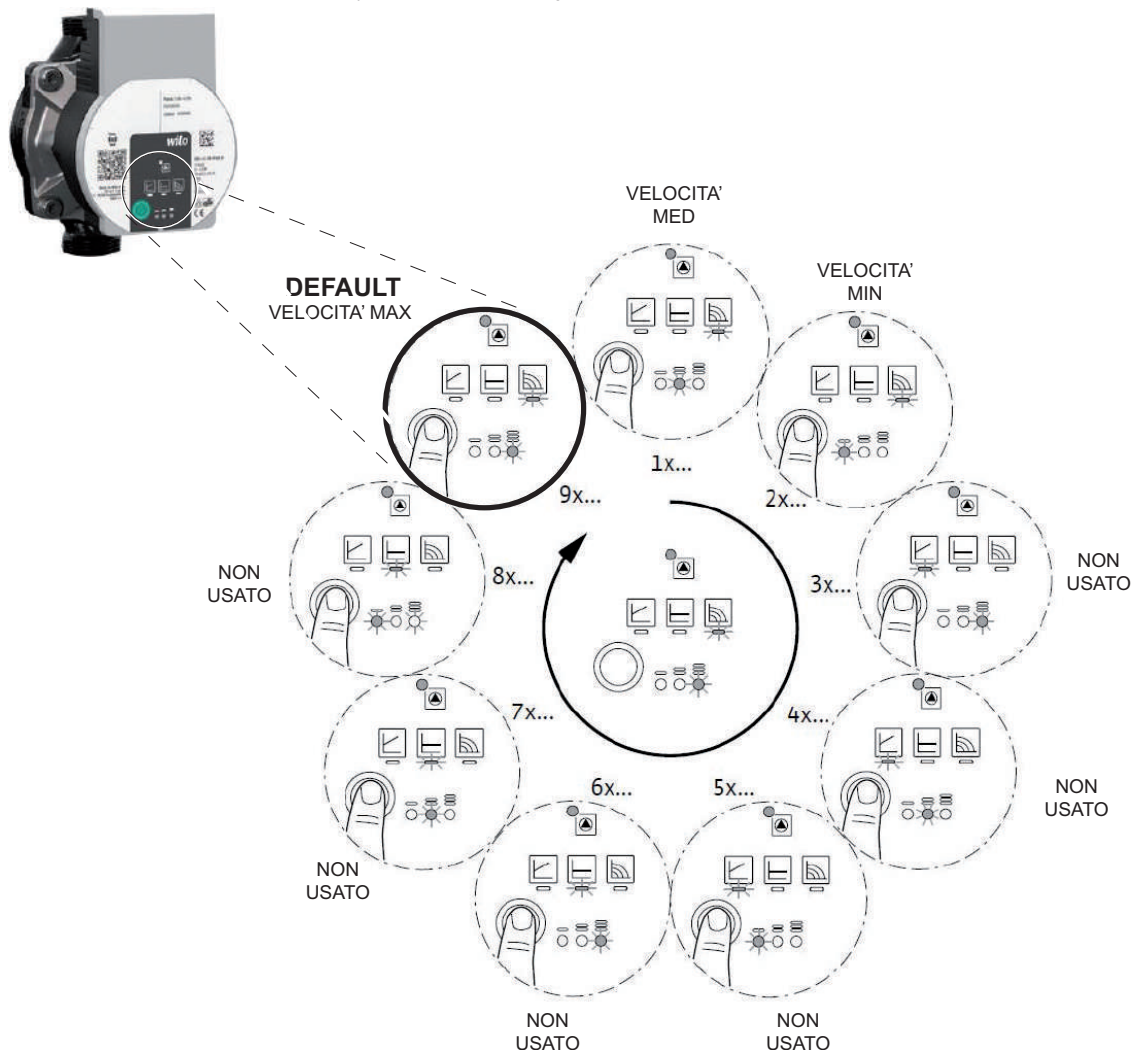 wilo
VELOCITA'
MED
VELOCITA'
MIN
DEFAULT
VELOCITA' MAX
1x...
9x...
2x...
NON
USATO
8x...
3x...
NON
USATO
7x...
4x...
NON
USATO
6x...
5x...
NON
USATO
NON
USATO
NON
USATO